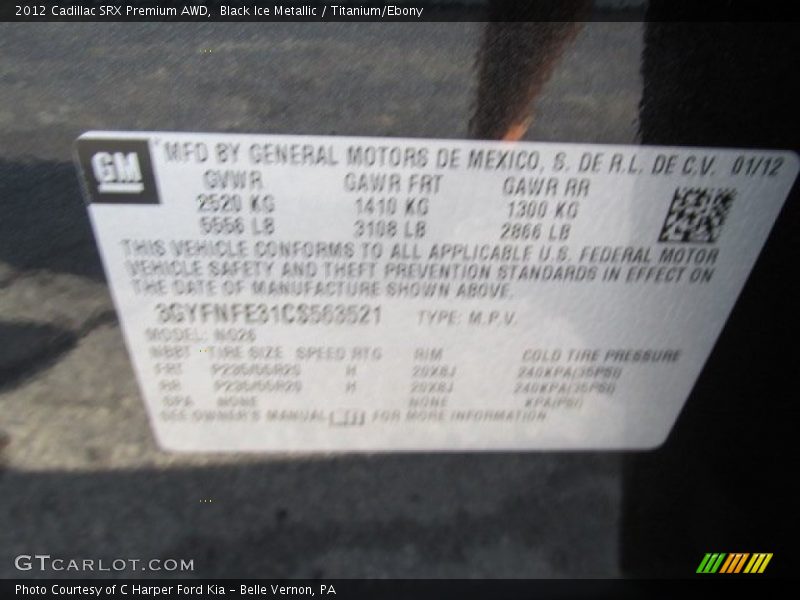 2012 Cadillac SRX Premium AWD,  Black Ice Metallic / Titanium/Ebony
GM
MFD BY GENERAL MOTORS DE MEXICO, S. DE R.L. DE C.V. 01/12
GVWR GAWR FRT GAWR RR
2520 KG 1410 KG 1300 KG
5556 LB 3108 LB 2866 LB
THIS VEHICLE CONFORMS TO ALL APPLICABLE U.S. FEDERAL MOTOR
VEHICLE SAFETY AND THEFT PREVENTION STANDARDS IN EFFECT ON
THE DATE OF MANUFACTURE SHOWN ABOVE.
3GYFNFE31CS563521 TYPE: M.P.V.
MODEL: NG26
TIRE SIZE SPEED RTG RIM COLD TIRE PRESSURE
FRT P235/55R20 H 20X8J 240KPA(35PSI)
RR P235/55R20 H 20X8J 240KPA(35PSI)
SPA NONE NONE KPA(PSI)
SEE OWNER'S MANUAL FOR MORE INFORMATION
GTCARLOT.COM
Photo Courtesy of C Harper Ford Kia - Belle Vernon, PA